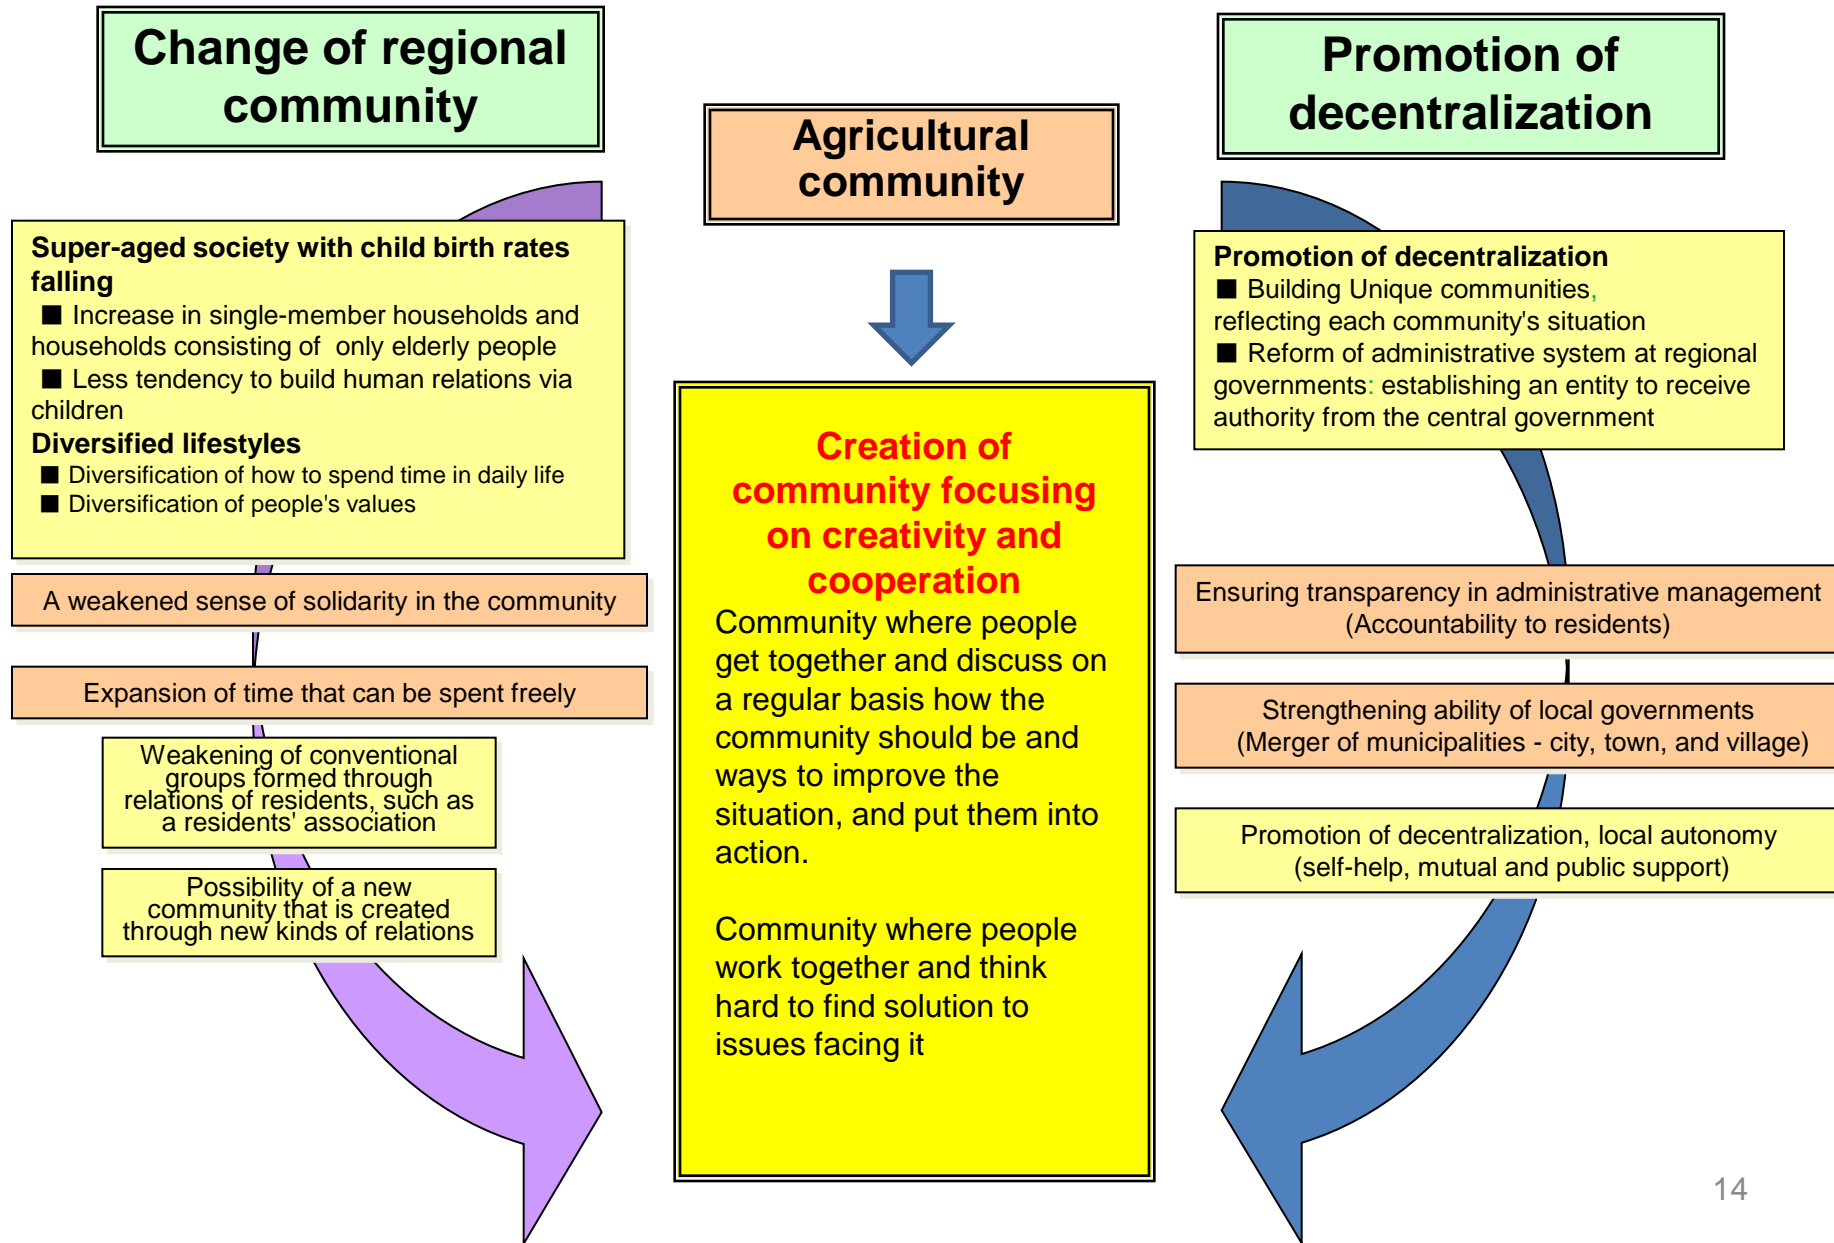 Change of regional
community
Super-aged society with child birth rates
falling
■ Increase in single-member households and
households consisting of only elderly people
■ Less tendency to build human relations via
children
Diversified lifestyles
■ Diversification of how to spend time in daily life
■ Diversification of people's values
A weakened sense of solidarity in the community
Expansion of time that can be spent freely
Weakening of conventional
groups formed through
relations of residents, such as
a residents' association
Possibility of a new
community that is created
through new kinds of relations
Agricultural
community
Creation of
community focusing
on creativity and
cooperation
Community where people
get together and discuss on
a regular basis how the
community should be and
ways to improve the
situation, and put them into
action.
Community where people
work together and think
hard to find solution to
issues facing it
Promotion of
decentralization
Promotion of decentralization
■ Building Unique communities,
reflecting each community's situation
■ Reform of administrative system at regional
governments: establishing an entity to receive
authority from the central government
Ensuring transparency in administrative management
(Accountability to residents)
Strengthening ability of local governments
(Merger of municipalities - city, town, and village)
Promotion of decentralization, local autonomy
(self-help, mutual and public support)
14